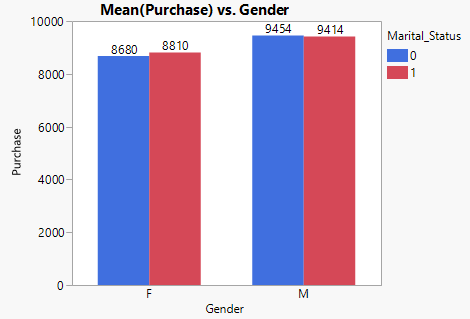 Mean(Purchase) vs. Gender
10000
8000
6000
4000
2000
0
Purchase
8680
8810
9454
9414
F
M
Gender
Marital_Status
0
1